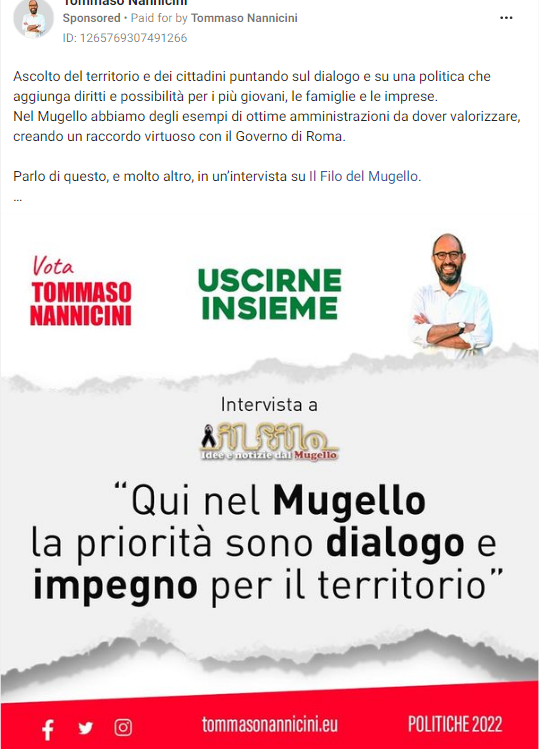 Tommaso Nannicini
Sponsored • Paid for by Tommaso Nannicini
ID: 1265769307491266
Ascolto del territorio e dei cittadini puntando sul dialogo e su una politica che
aggiunga diritti e possibilità per i più giovani, le famiglie e le imprese.
Nel Mugello abbiamo degli esempi di ottime amministrazioni da dover valorizzare,
creando un raccordo virtuoso con il Governo di Roma.
Parlo di questo, e molto altro, in un’intervista su Il Filo del Mugello.
...
Vota
TOMMASO
NANNICINI
USCIRNE
INSIEME
Intervista a
il filo
Idee e notizie dal Mugello
“Qui nel Mugello
la priorità sono dialogo e
impegno per il territorio”
tommasonannicini.eu
POLITICHE 2022